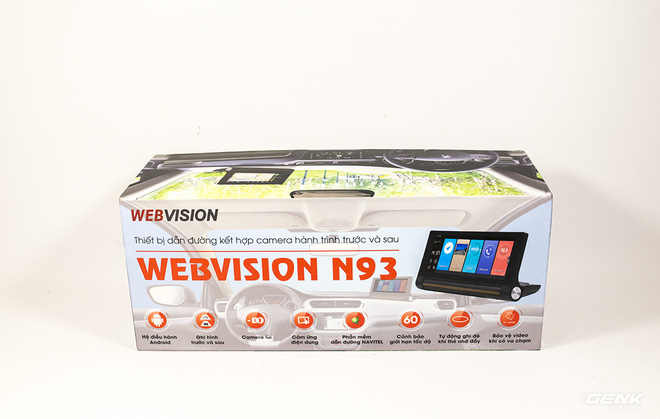 WEBVISION
Thiết bị dẫn đường kết hợp camera hành trình trước và sau
WEBVISION N93
Hệ điều hành
Android
Ghi hình
trước và sau
Camera lùi
Cảm ứng
điện dung
Phần mềm
dẫn đường NAVITEL
60
Cảnh báo
giới hạn tốc độ
Tự động ghi đè
khi thẻ nhớ đầy
Bảo vệ video
khi có va chạm
GENK